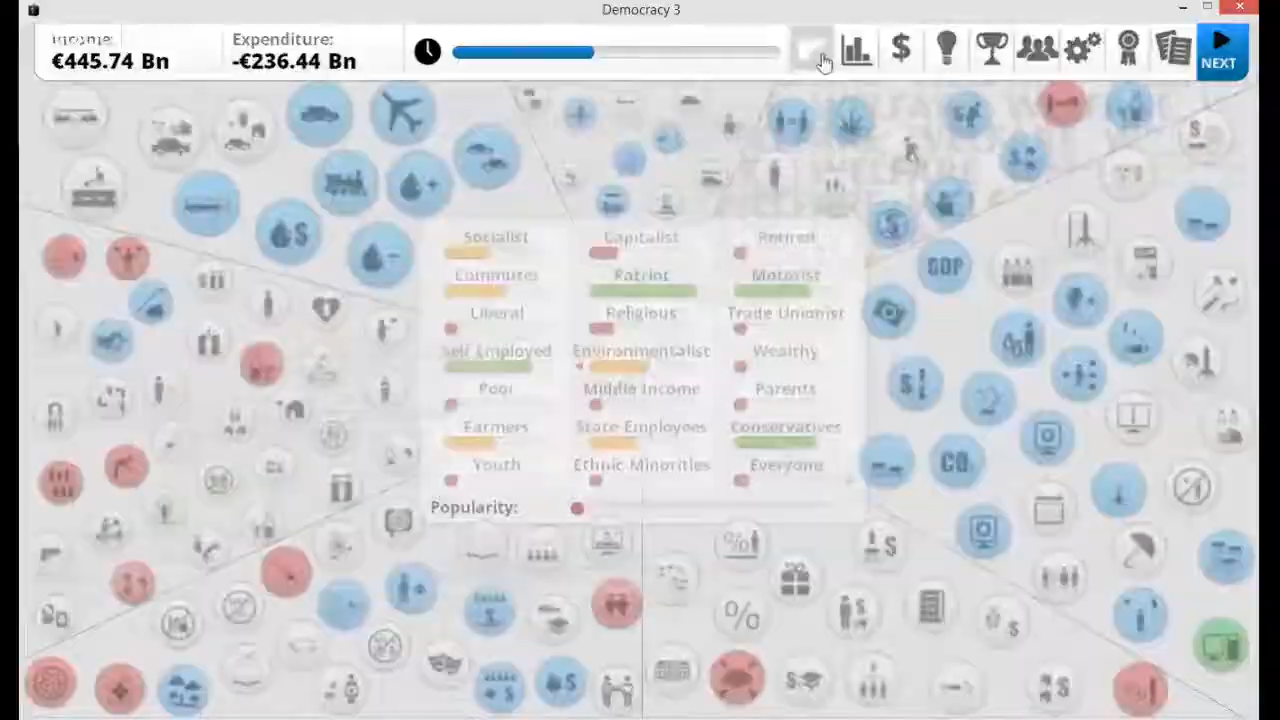 Democracy 3
Income: Expenditure:
€445.74 Bn -€236.44 Bn
NEXT
Socialist Capitalist Retired
Commuter Patriot Motorist
Liberal Religious Trade Unionist
Self Employed Environmentalist Wealthy
Poor Middle Income Parents
Farmers State Employees Conservatives
Youth Ethnic Minorities Everyone
Popularity:
GDP
CO₂